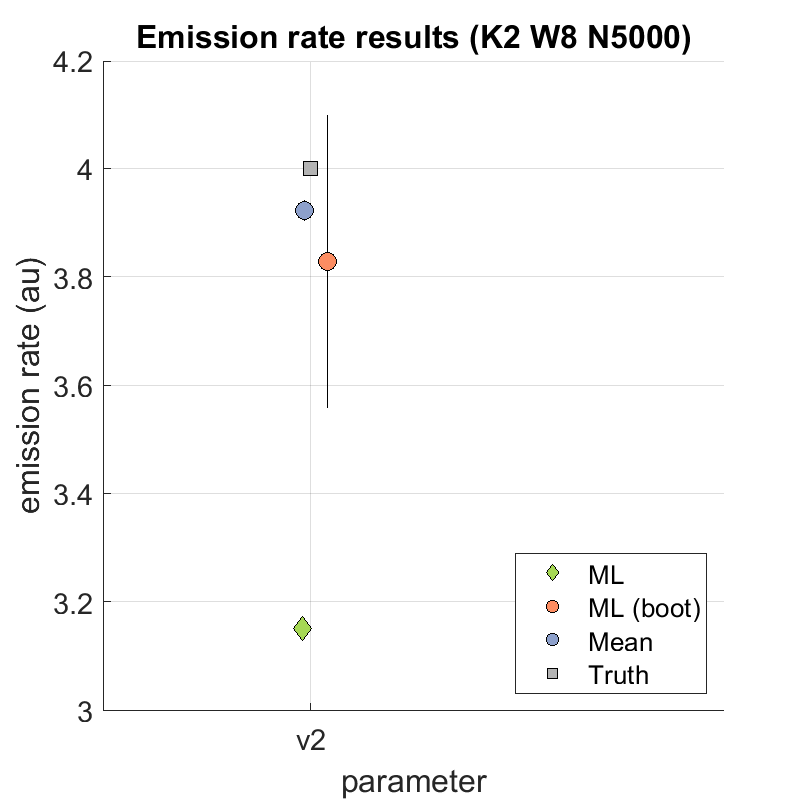 Emission rate results (K2 W8 N5000)
4.2
4
3.8
3.6
3.4
3.2
3
emission rate (au)
v2
parameter
ML
ML (boot)
Mean
Truth